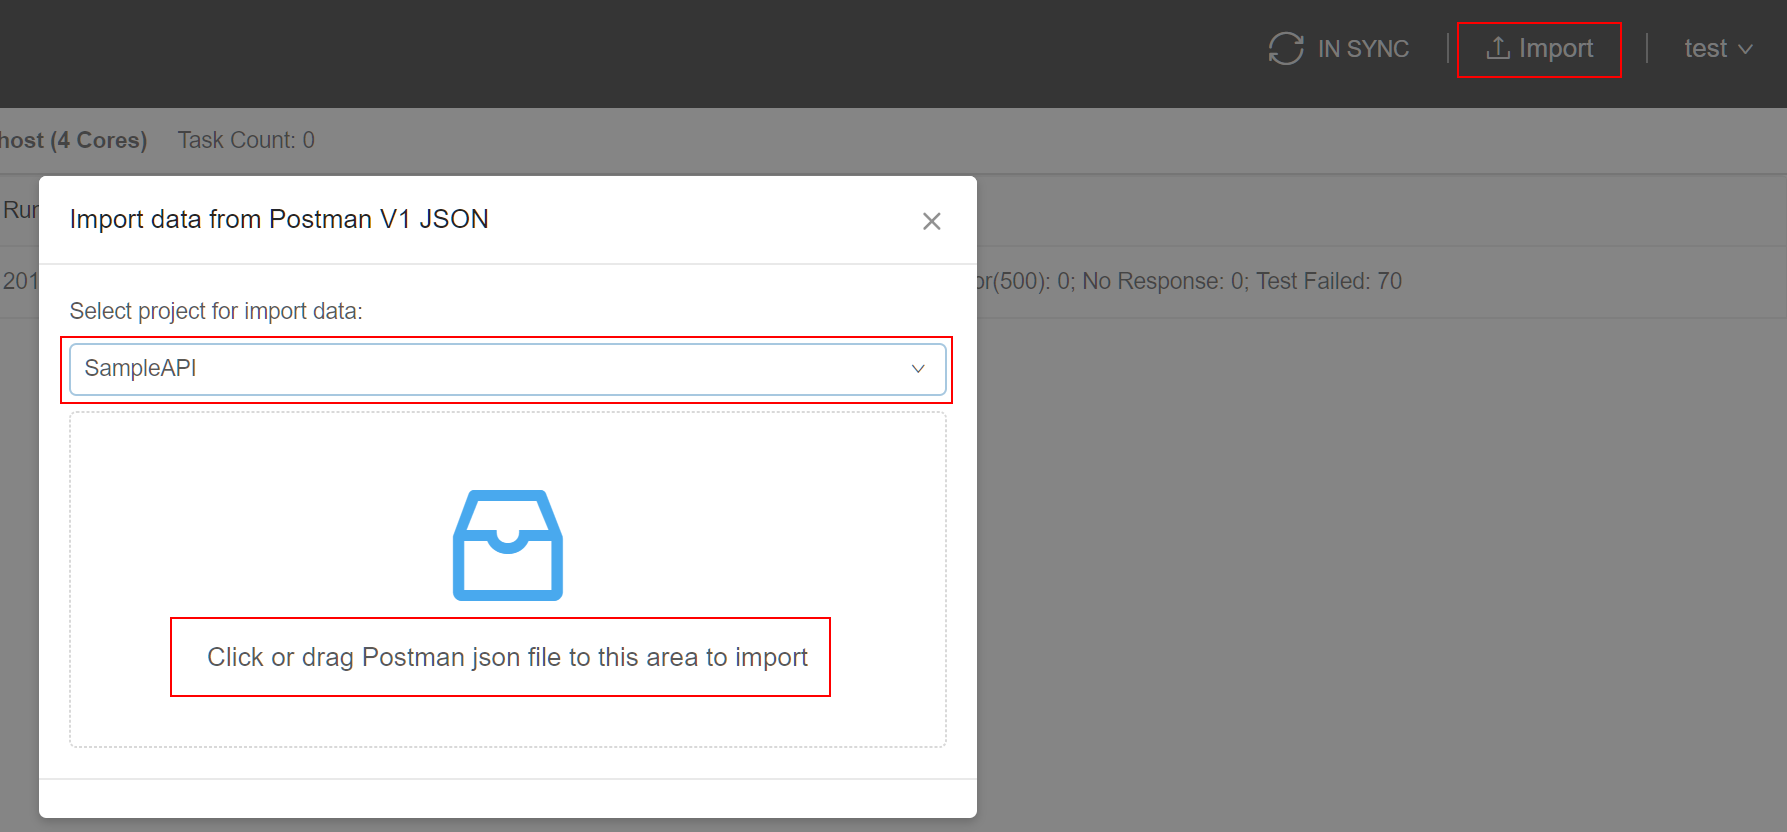 IN SYNC
Import
test
host (4 Cores) Task Count: 0
Run
Import data from Postman V1 JSON
201
or(500): 0; No Response: 0; Test Failed: 70
Select project for import data:
SampleAPI
Click or drag Postman json file to this area to import